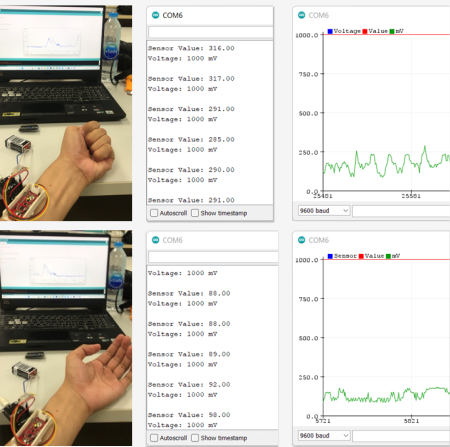 COM6
Sensor Value: 316.00
Voltage: 1000 mV
Sensor Value: 317.00
Voltage: 1000 mV
Sensor Value: 291.00
Voltage: 1000 mV
Sensor Value: 285.00
Voltage: 1000 mV
Sensor Value: 290.00
Voltage: 1000 mV
Sensor Value: 291.00
Autoscroll Show timestamp
COM6
Voltage Value mV
1000.0
750.0
500.0
250.0
0.0
25451 25551
9600 baud
COM6
Voltage: 1000 mV
Sensor Value: 88.00
Voltage: 1000 mV
Sensor Value: 88.00
Voltage: 1000 mV
Sensor Value: 89.00
Voltage: 1000 mV
Sensor Value: 92.00
Voltage: 1000 mV
Sensor Value: 98.00
Autoscroll Show timestamp
COM6
Sensor Value mV
1000.0
750.0
500.0
250.0
0.0
5721 5821
9600 baud